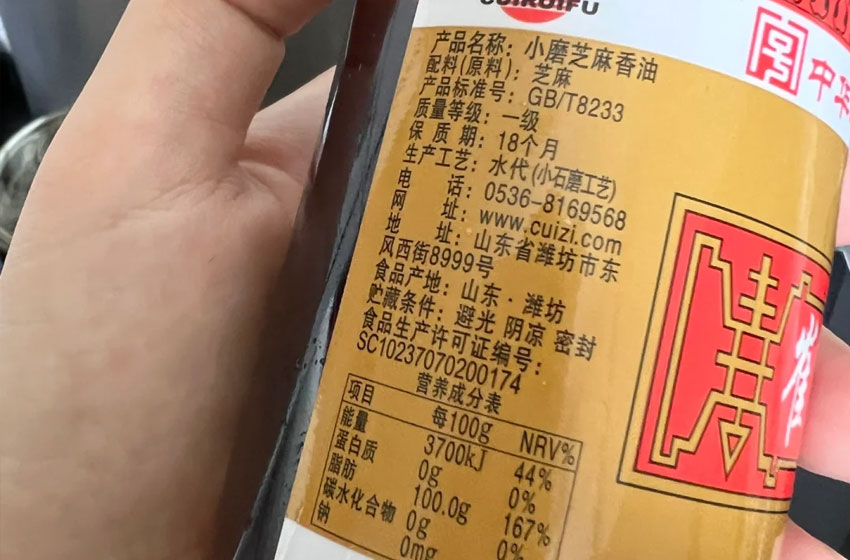 CUIRUIFU
中华
产品名称：小磨芝麻香油
配料(原料)：芝麻
产品标准号：GB/T8233
质量等级：一级
保质期：18个月
生产工艺：水代(小石磨工艺)
电话：0536-8169568
网址：www.cuizi.com
地址：山东省潍坊市东
风西街8999号
食品产地：山东·潍坊
贮藏条件：避光 阴凉 密封
食品生产许可证编号：
SC10237070200174
营养成分表
项目 每100g NRV%
能量 3700kJ 44%
蛋白质 0g 0%
脂肪 100.0g 167%
碳水化合物 0g 0%
钠 0mg
崔